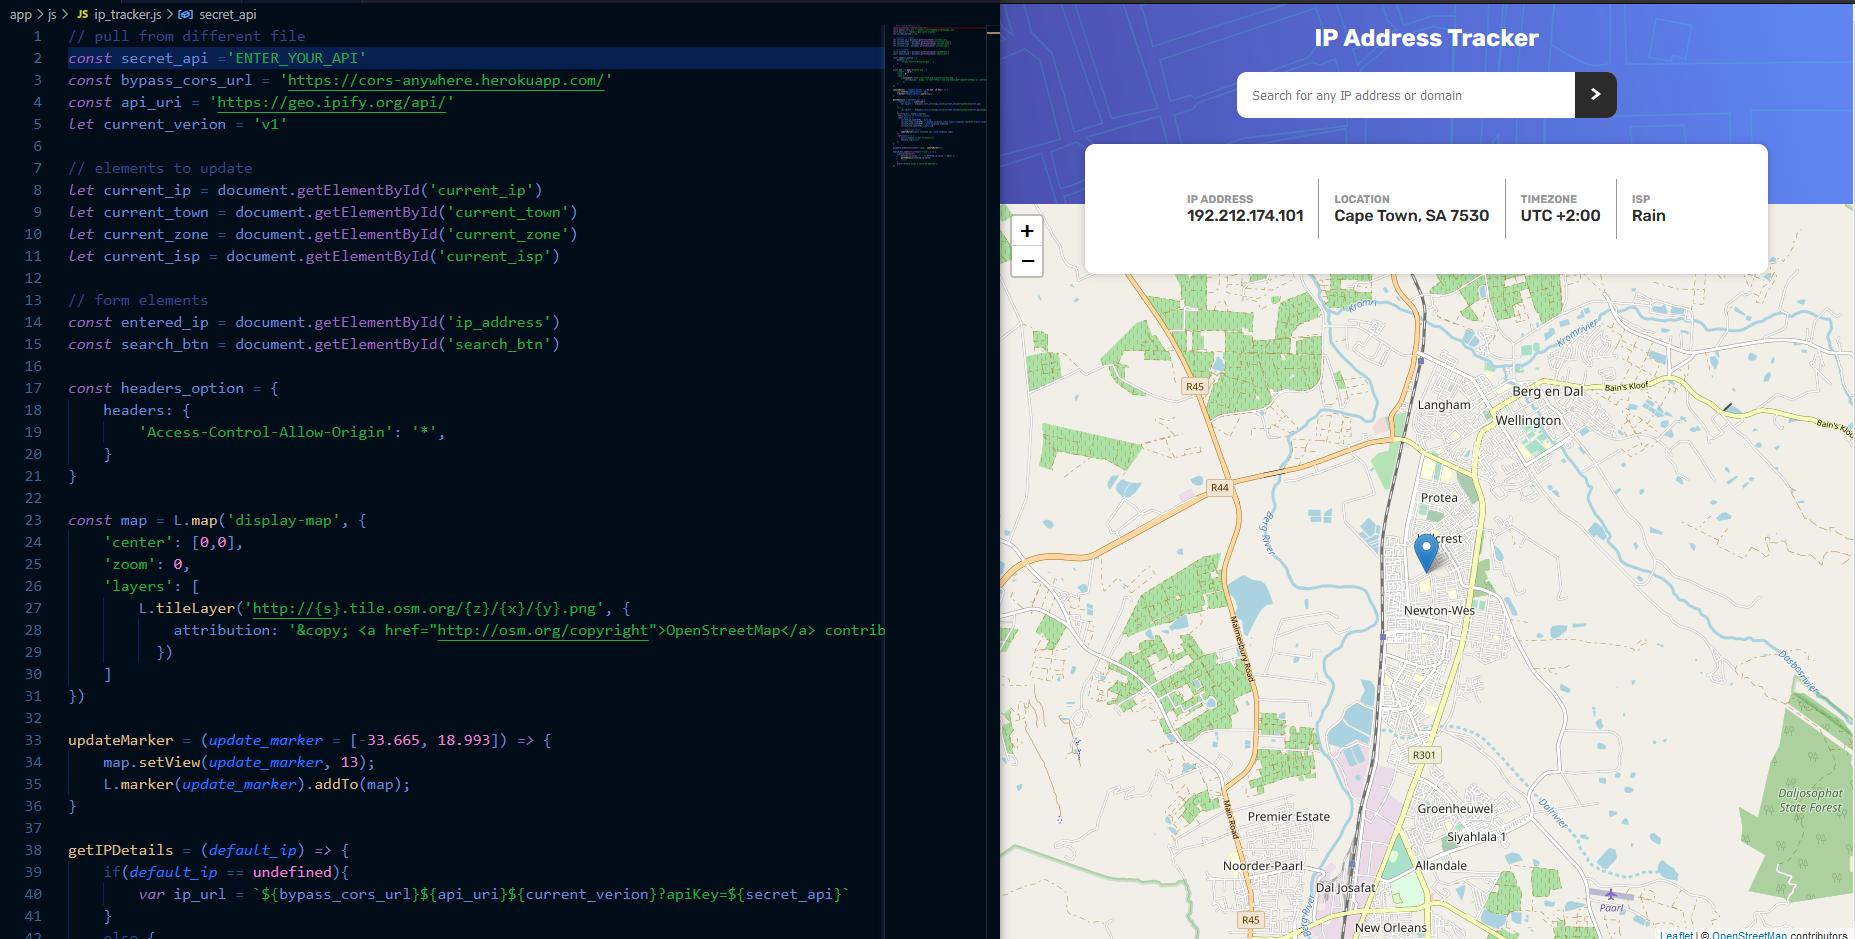 app > js > JS ip_tracker.js > secret_api
1 // pull from different file
2 const secret_api ='ENTER_YOUR_API'
3 const bypass_cors_url = 'https://cors-anywhere.herokuapp.com/'
4 const api_uri = 'https://geo.ipify.org/api/'
5 let current_verion = 'v1'
6
7 // elements to update
8 let current_ip = document.getElementById('current_ip')
9 let current_town = document.getElementById('current_town')
10 let current_zone = document.getElementById('current_zone')
11 let current_isp = document.getElementById('current_isp')
12
13 // form elements
14 const entered_ip = document.getElementById('ip_address')
15 const search_btn = document.getElementById('search_btn')
16
17 const headers_option = {
18 headers: {
19 'Access-Control-Allow-Origin': '*',
20 }
21 }
22
23 const map = L.map('display-map', {
24 'center': [0,0],
25 'zoom': 0,
26 'layers': [
27 L.tileLayer('http://{s}.tile.osm.org/{z}/{x}/{y}.png', {
28 attribution: '&copy; <a href="http://osm.org/copyright">OpenStreetMap</a> contrib
29 })
30 ]
31 })
32
33 updateMarker = (update_marker = [-33.665, 18.993]) => {
34 map.setView(update_marker, 13);
35 L.marker(update_marker).addTo(map);
36 }
37
38 getIPDetails = (default_ip) => {
39 if(default_ip == undefined){
40 var ip_url = `${bypass_cors_url}${api_uri}${current_verion}?apiKey=${secret_api}`
41 }
42 else {
IP Address Tracker
Search for any IP address or domain
IP ADDRESS
192.212.174.101
LOCATION
Cape Town, SA 7530
TIMEZONE
UTC +2:00
ISP
Rain
+
−
Kromn
Kromrivier
R45
Berg en Dal
Bain's Kloof
Langham
Wellington
Bain's Kloo
R44
Protea
Berg River
Hillcrest
Newton-Wes
Malmesbury Road
Dasbosrivier
R301
Daljosophat
State Forest
Main Road
Premier Estate
Groenheuwel
Dalrivier
Siyahlala 1
Noorder-Paarl
Allandale
Dal Josafat
Berg River
Paarl
R45
New Orleans
Leaflet | © OpenStreetMap contributors